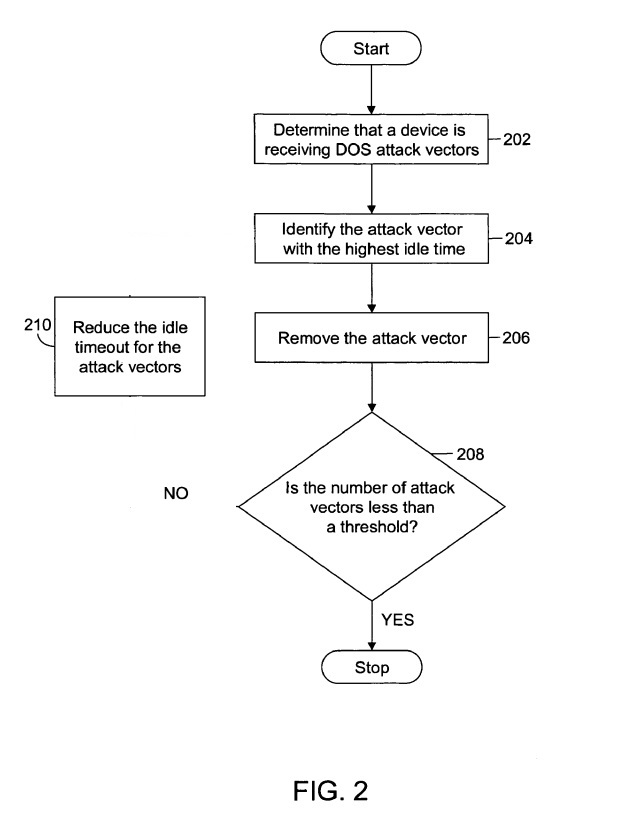 Start
Determine that a device is
receiving DOS attack vectors
202
Identify the attack vector
with the highest idle time
204
210
Reduce the idle
timeout for the
attack vectors
Remove the attack vector
206
208
Is the number of attack
vectors less than
a threshold?
NO
YES
Stop
FIG. 2